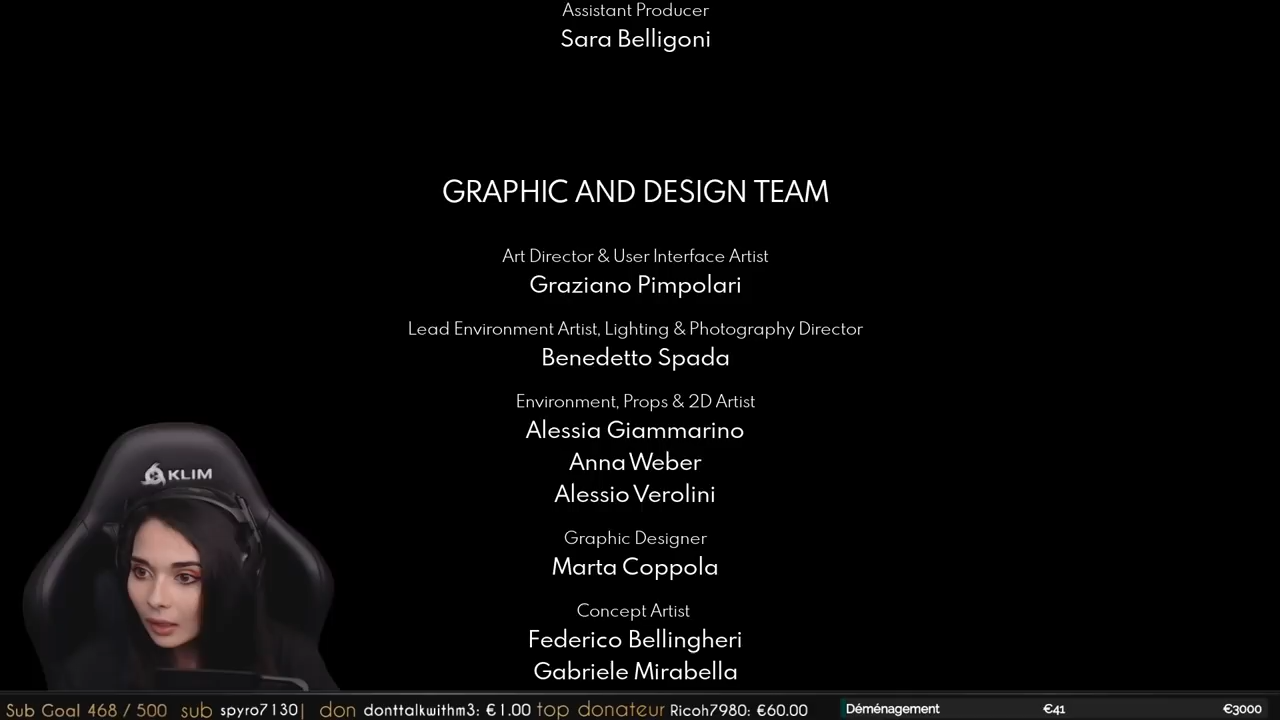 Assistant Producer
Sara Belligoni
GRAPHIC AND DESIGN TEAM
Art Director & User Interface Artist
Graziano Pimpolari
Lead Environment Artist, Lighting & Photography Director
Benedetto Spada
Environment, Props & 2D Artist
Alessia Giammarino
Anna Weber
Alessio Verolini
Graphic Designer
Marta Coppola
Concept Artist
Federico Bellingheri
Gabriele Mirabella
KLIM
Sub Goal 468 / 500 sub spyro7130| don donttalkwithm3: €1.00 top donateur Ricoh7980: €60.00 Déménagement €41 €3000